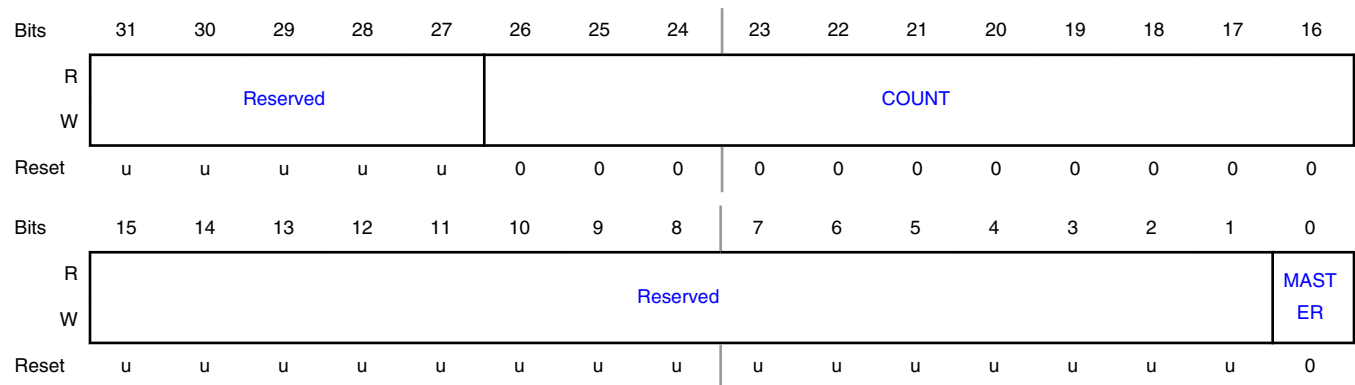 Bits 31 30 29 28 27 26 25 24 23 22 21 20 19 18 17 16
R
Reserved COUNT
W
Reset u u u u u 0 0 0 0 0 0 0 0 0 0 0
Bits 15 14 13 12 11 10 9 8 7 6 5 4 3 2 1 0
R
Reserved MAST
W ER
Reset u u u u u u u u u u u u u u u 0